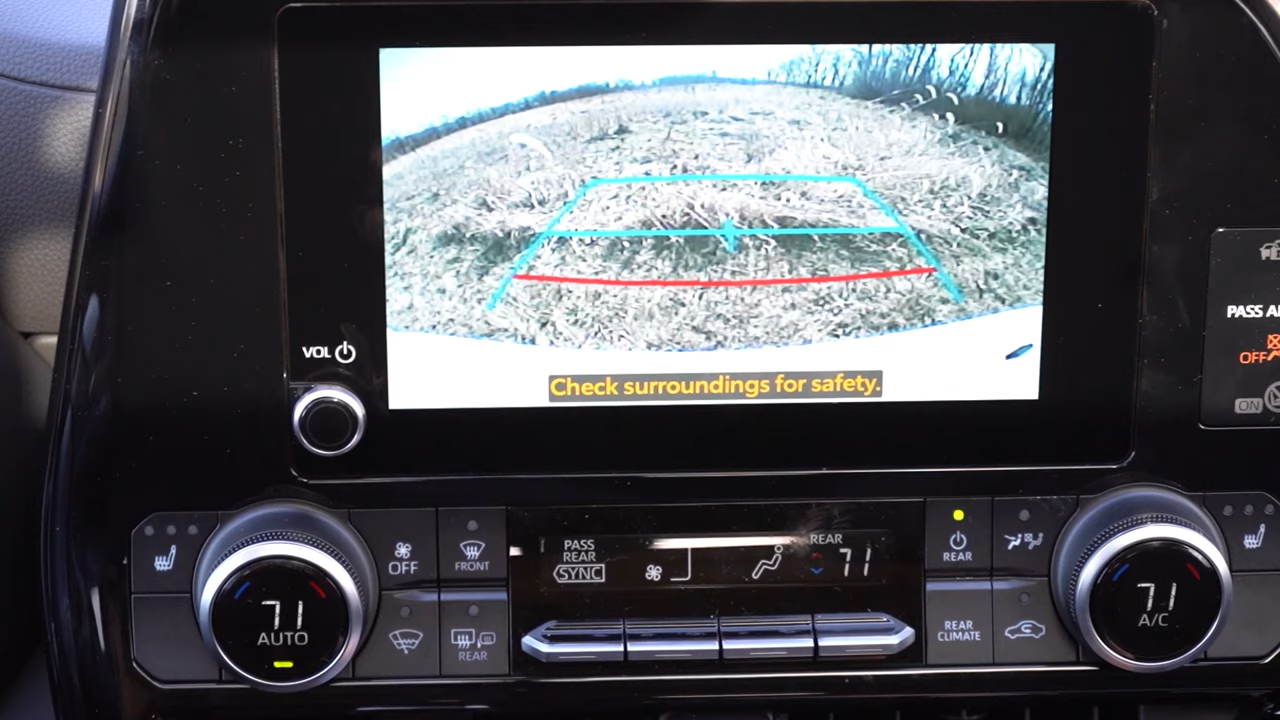 VOL
Check surroundings for safety.
PASS
OFF
ON
OFF
FRONT
REAR
71
AUTO
PASS
REAR
SYNC
REAR
71
REAR
REAR
CLIMATE
71
A/C